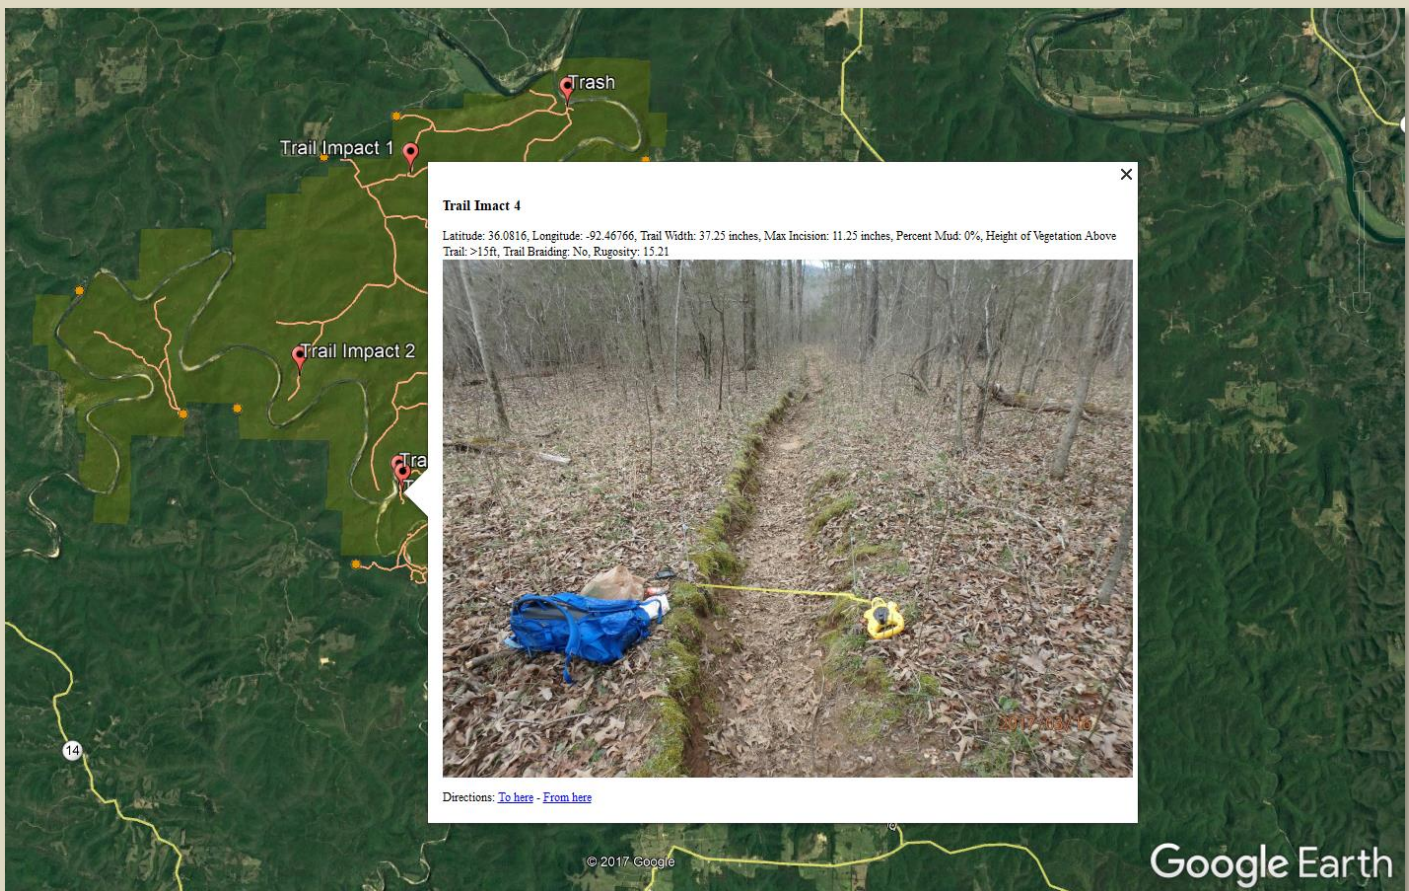 Trash
Trail Impact 1
Trail Imact 4
Latitude: 36.0816, Longitude: -92.46766, Trail Width: 37.25 inches, Max Incision: 11.25 inches, Percent Mud: 0%, Height of Vegetation Above
Trail: >15ft, Trail Braiding: No, Rugosity: 15.21
Trail Impact 2
Tra
T
14
Directions: To here - From here
© 2017 Google
Google Earth